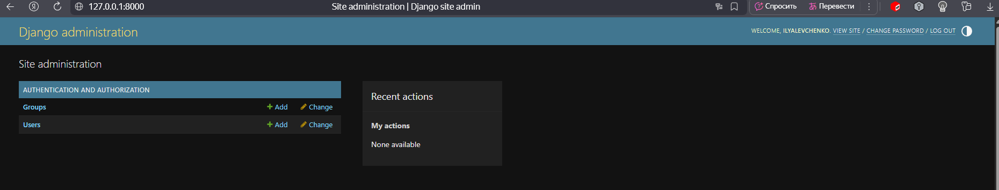 127.0.0.1:8000
Site administration | Django site admin
Спросить
Перевести
Django administration
WELCOME, ILYALEVCHENKO. VIEW SITE / CHANGE PASSWORD / LOG OUT
Site administration
AUTHENTICATION AND AUTHORIZATION
Groups Add Change
Users Add Change
Recent actions
My actions
None available